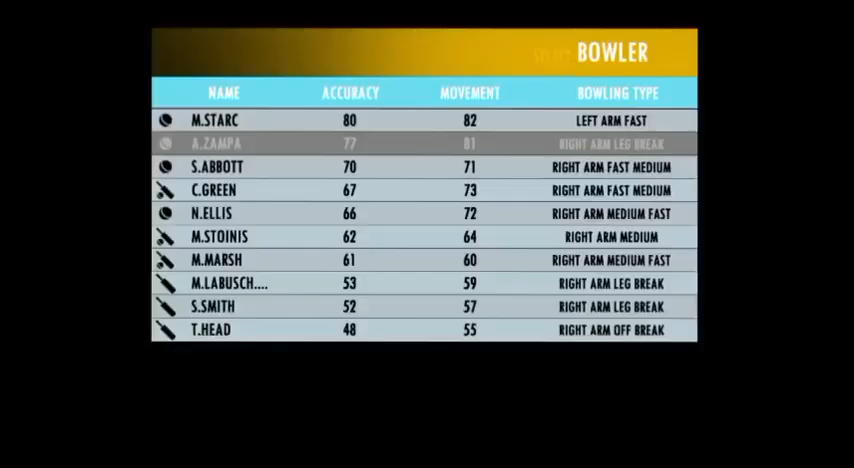 BOWLER
NAME ACCURACY MOVEMENT BOWLING TYPE
M.STARC 80 82 LEFT ARM FAST
A.ZAMPA 77 81 RIGHT ARM LEG BREAK
S.ABBOTT 70 71 RIGHT ARM FAST MEDIUM
C.GREEN 67 73 RIGHT ARM FAST MEDIUM
N.ELLIS 66 72 RIGHT ARM MEDIUM FAST
M.STOINIS 62 64 RIGHT ARM MEDIUM
M.MARSH 61 60 RIGHT ARM MEDIUM FAST
M.LABUSCH.... 53 59 RIGHT ARM LEG BREAK
S.SMITH 52 57 RIGHT ARM LEG BREAK
T.HEAD 48 55 RIGHT ARM OFF BREAK